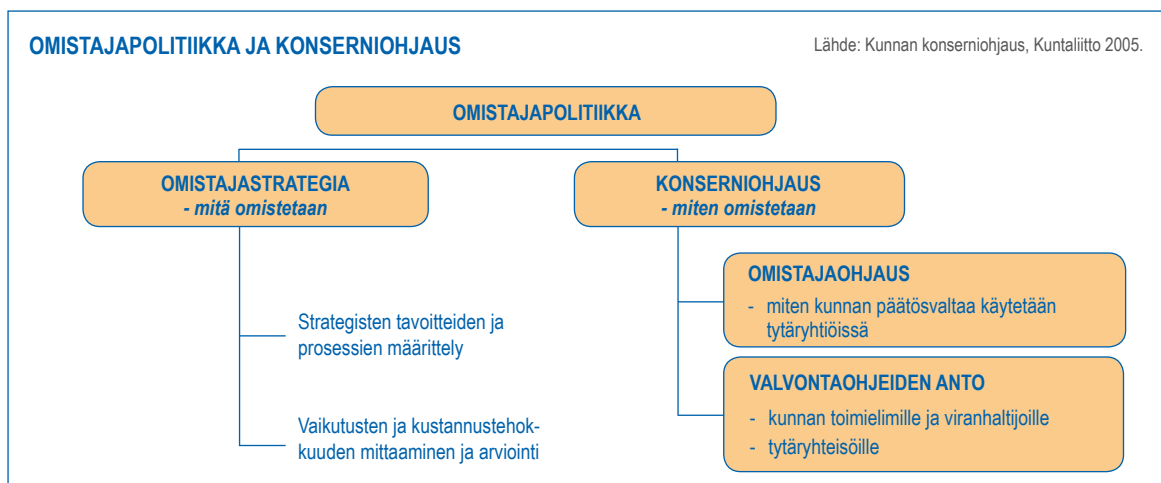 OMISTAJAPOLITIIKKA JA KONSERNIOHJAUS
Lähde: Kunnan konserniohjaus, Kuntaliitto 2005.
OMISTAJAPOLITIIKKA
OMISTAJASTRATEGIA
- mitä omistetaan
Strategisten tavoitteiden ja
prosessien määrittely
Vaikutusten ja kustannustehok-
kuuden mittaaminen ja arviointi
KONSERNIOHJAUS
- miten omistetaan
OMISTAJAOHJAUS
- miten kunnan päätösvaltaa käytetään
tytäryhtiöissä
VALVONTAOHJEIDEN ANTO
- kunnan toimielimille ja viranhaltijoille
- tytäryhteisöille